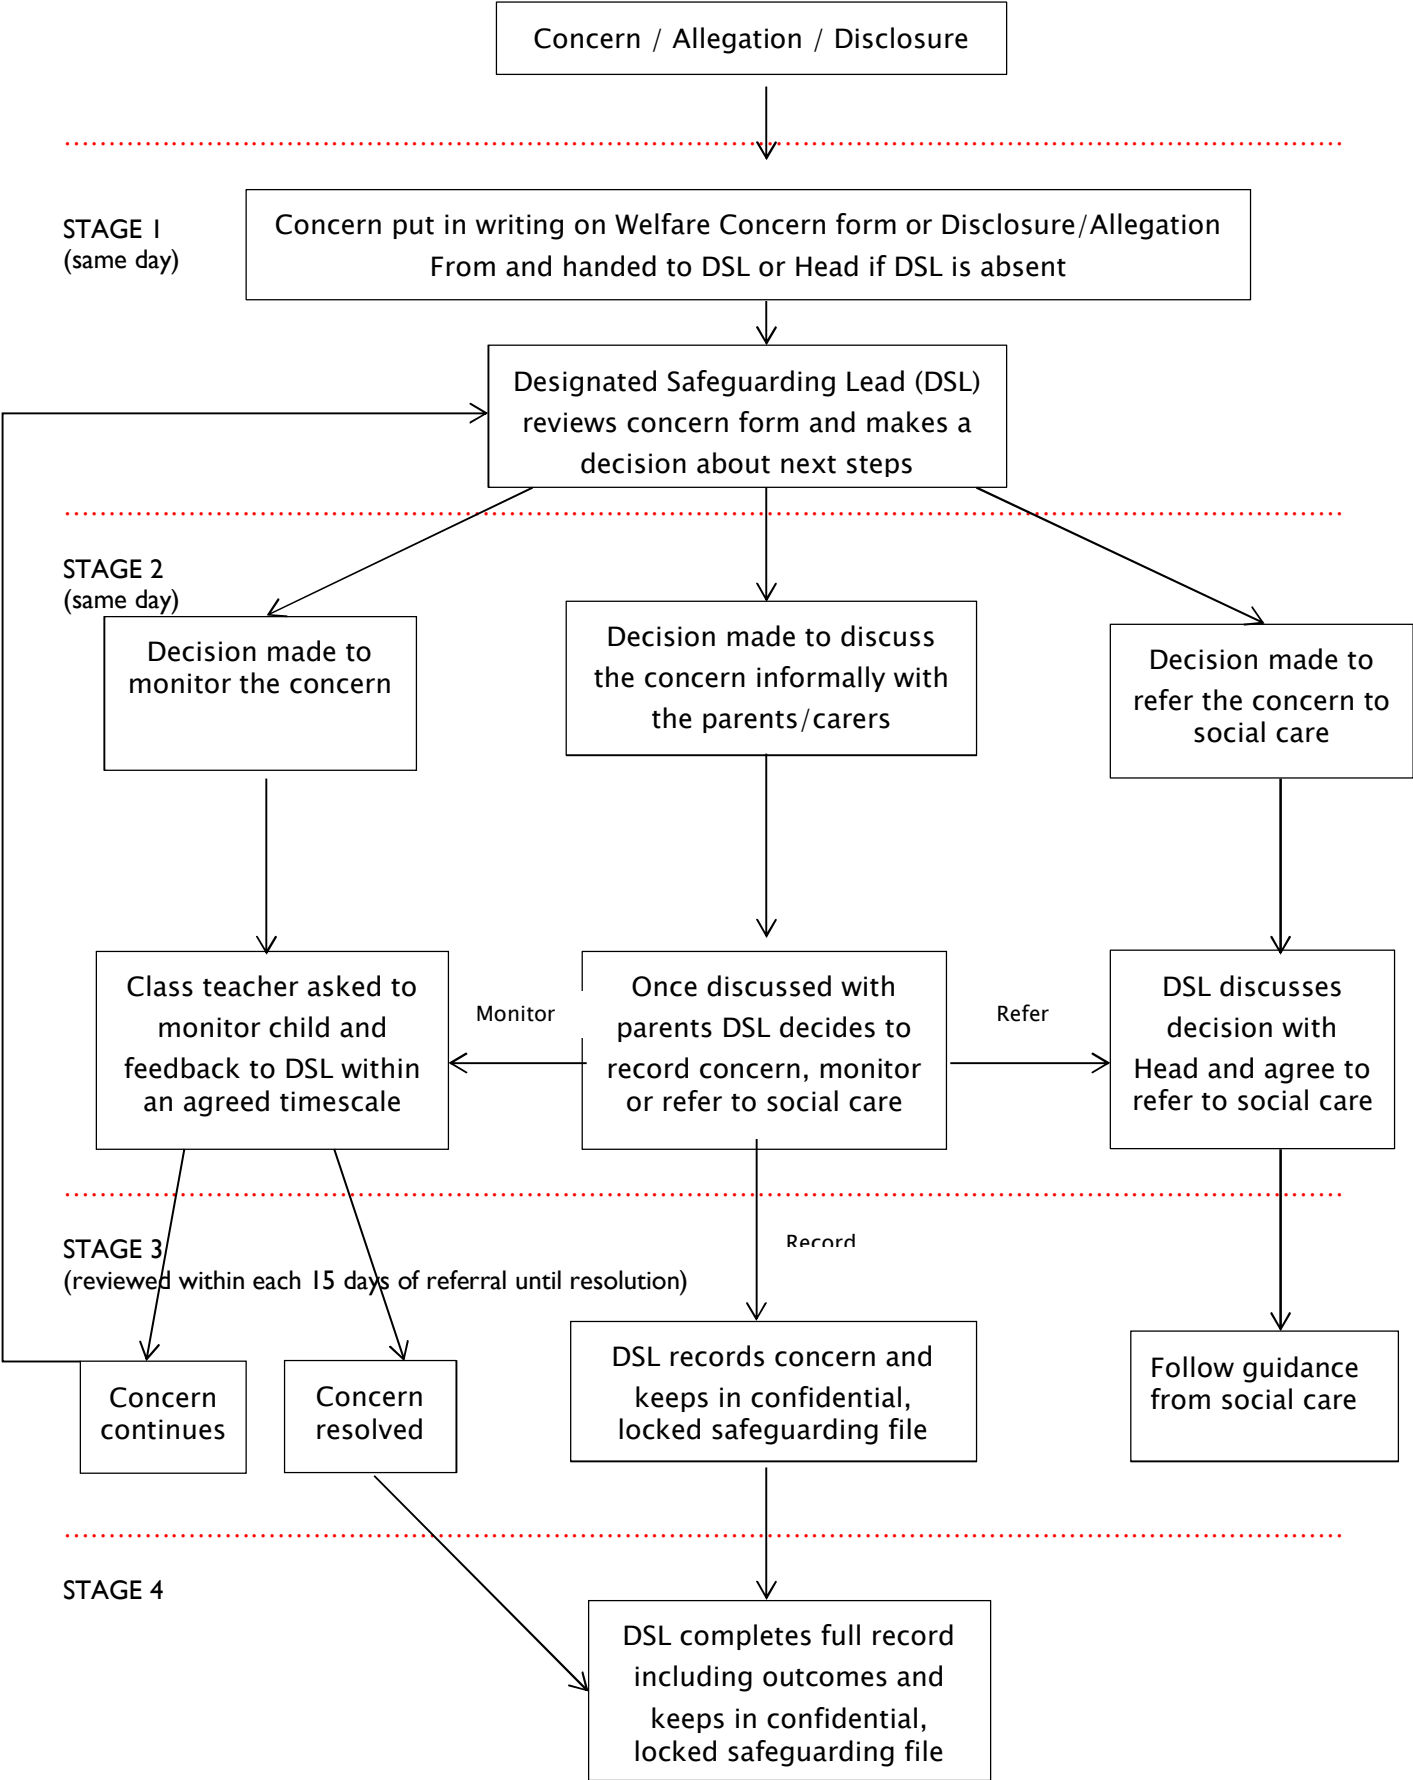 Concern / Allegation / Disclosure
STAGE 1
(same day)
Concern put in writing on Welfare Concern form or Disclosure/Allegation
From and handed to DSL or Head if DSL is absent
Designated Safeguarding Lead (DSL)
reviews concern form and makes a
decision about next steps
STAGE 2
(same day)
Decision made to
monitor the concern
Decision made to discuss
the concern informally with
the parents/carers
Decision made to
refer the concern to
social care
Class teacher asked to
monitor child and
feedback to DSL within
an agreed timescale
Monitor
Once discussed with
parents DSL decides to
record concern, monitor
or refer to social care
Refer
DSL discusses
decision with
Head and agree to
refer to social care
STAGE 3
(reviewed within each 15 days of referral until resolution)
Record
Concern
continues
Concern
resolved
DSL records concern and
keeps in confidential,
locked safeguarding file
Follow guidance
from social care
STAGE 4
DSL completes full record
including outcomes and
keeps in confidential,
locked safeguarding file